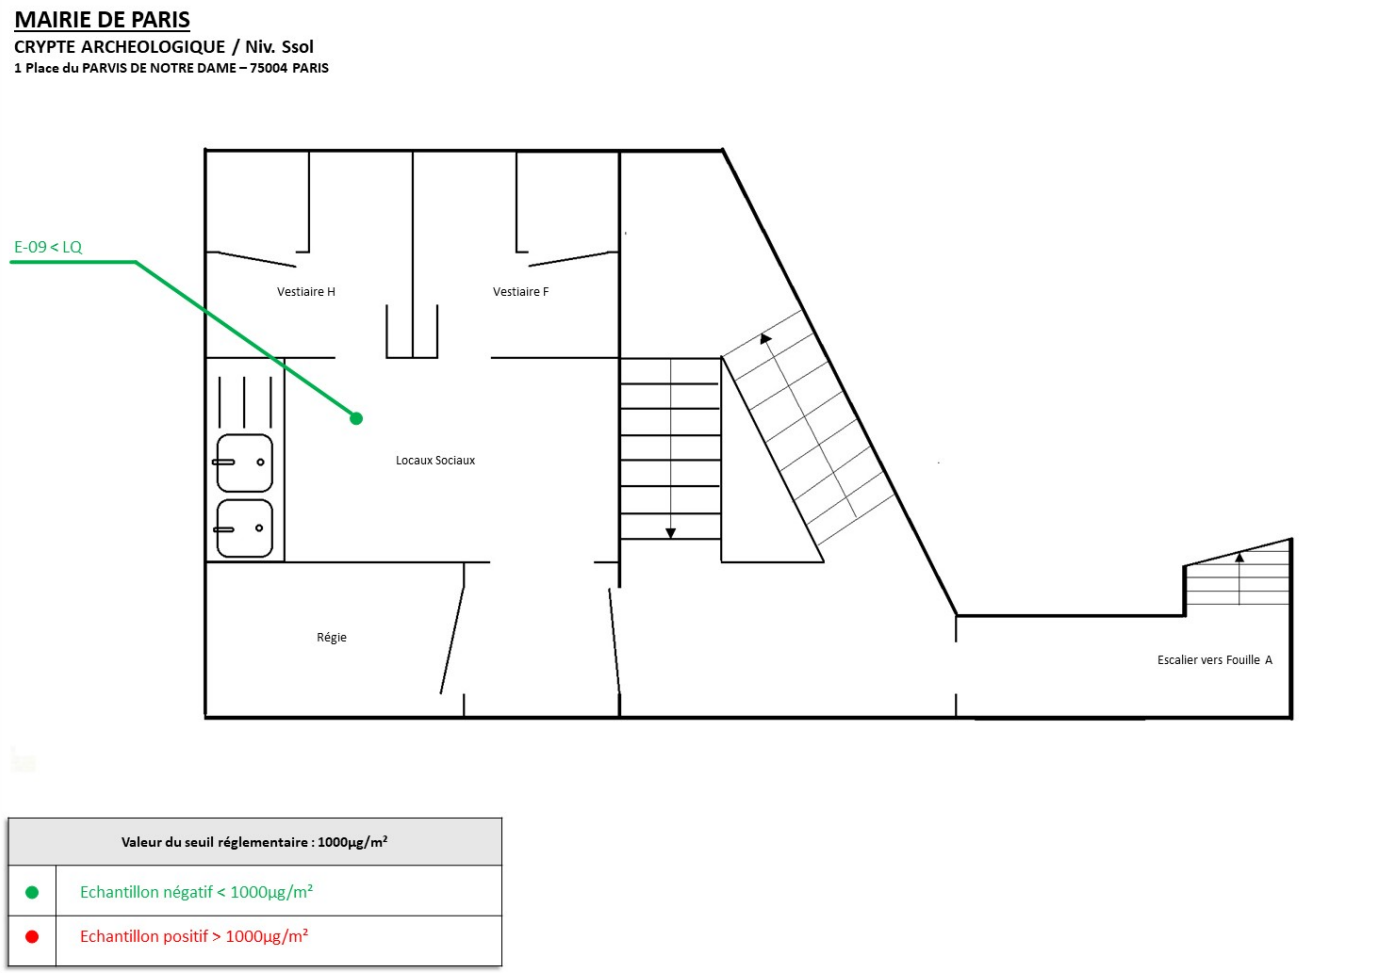 MAIRIE DE PARIS
CRYPTE ARCHEOLOGIQUE / Niv. Ssol
1 Place du PARVIS DE NOTRE DAME – 75004 PARIS
E-09 < LQ
Vestiaire H
Vestiaire F
Locaux Sociaux
Régie
Escalier vers Fouille A
Valeur du seuil réglementaire : 1000µg/m²
Echantillon négatif < 1000µg/m²
Echantillon positif > 1000µg/m²